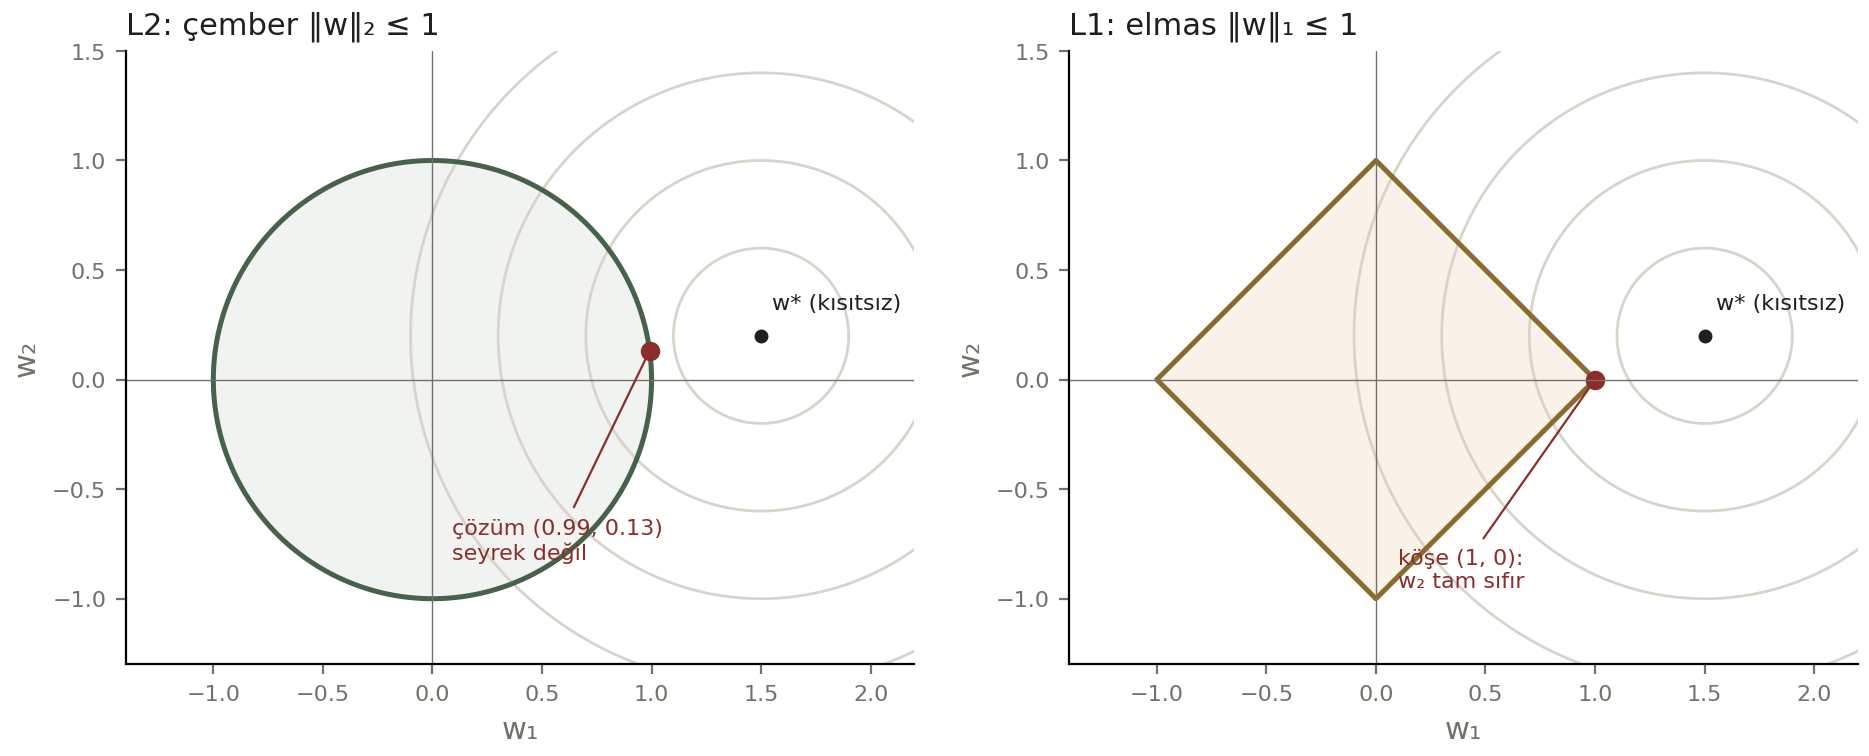 L2: çember ‖w‖₂ ≤ 1
1.5
1.0
0.5
0.0
−0.5
−1.0
w₂
w* (kısıtsız)
çözüm (0.99, 0.13)
seyrek değil
−1.0 −0.5 0.0 0.5 1.0 1.5 2.0
w₁
L1: elmas ‖w‖₁ ≤ 1
1.5
1.0
0.5
0.0
−0.5
−1.0
w₂
w* (kısıtsız)
köşe (1, 0):
w₂ tam sıfır
−1.0 −0.5 0.0 0.5 1.0 1.5 2.0
w₁